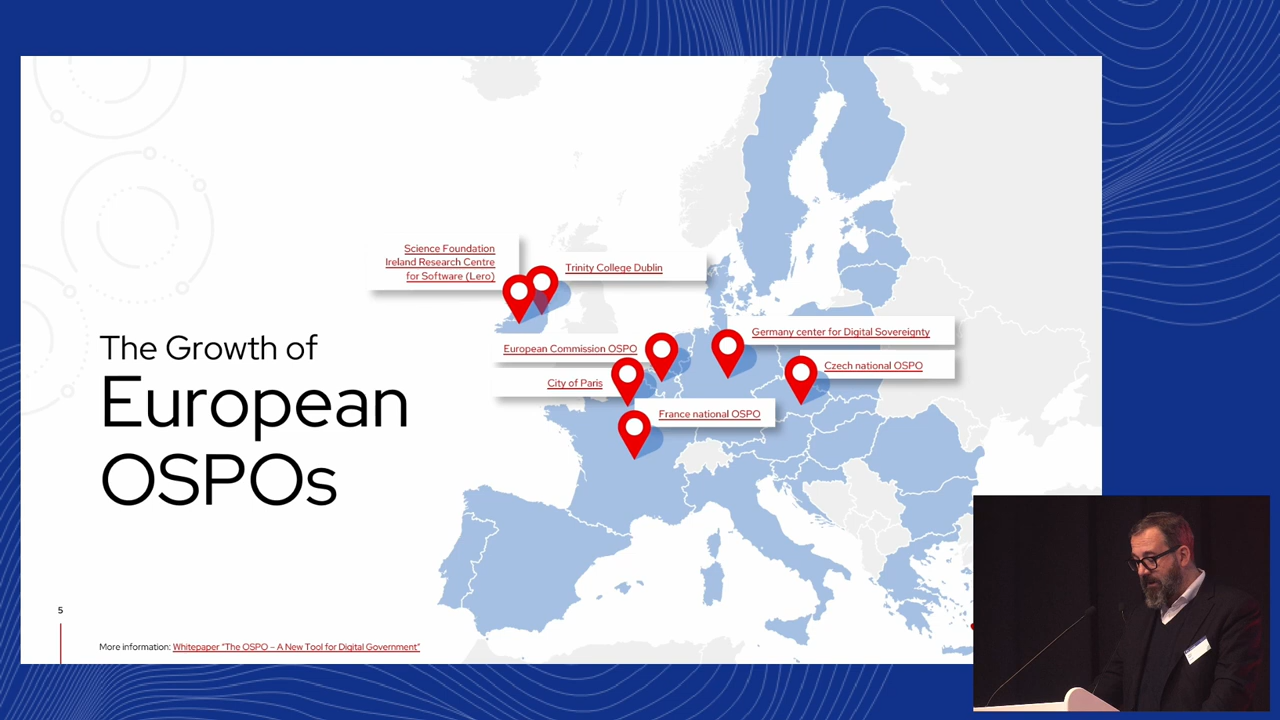 The Growth of
European
OSPOs
Science Foundation
Ireland Research Centre
for Software (Lero)
Trinity College Dublin
European Commission OSPO
City of Paris
France national OSPO
Germany center for Digital Sovereignty
Czech national OSPO
5
More information: Whitepaper "The OSPO – A New Tool for Digital Government"